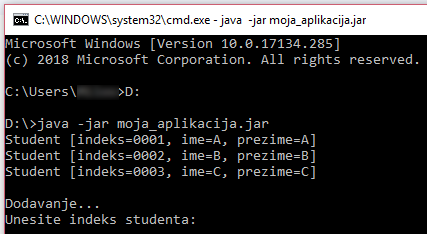 C:\WINDOWS\system32\cmd.exe - java -jar moja_aplikacija.jar
Microsoft Windows [Version 10.0.17134.285]
(c) 2018 Microsoft Corporation. All rights reserved.
C:\Users\ >D:
D:\>java -jar moja_aplikacija.jar
Student [indeks=0001, ime=A, prezime=A]
Student [indeks=0002, ime=B, prezime=B]
Student [indeks=0003, ime=C, prezime=C]
Dodavanje...
Unesite indeks studenta: